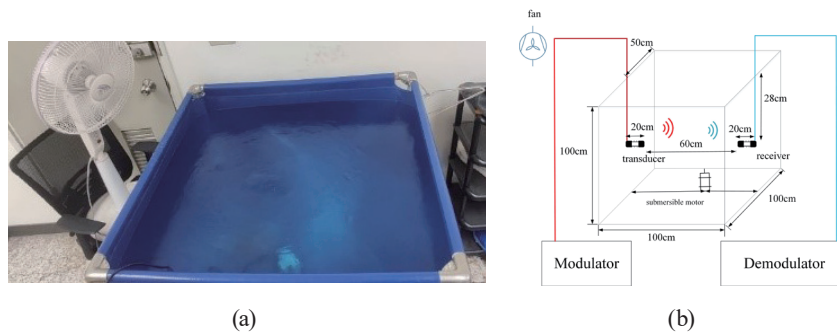 fan
50cm
28cm
20cm
20cm
60cm
transducer
receiver
100cm
submersible motor
100cm
100cm
Modulator
Demodulator
(a)
(b)